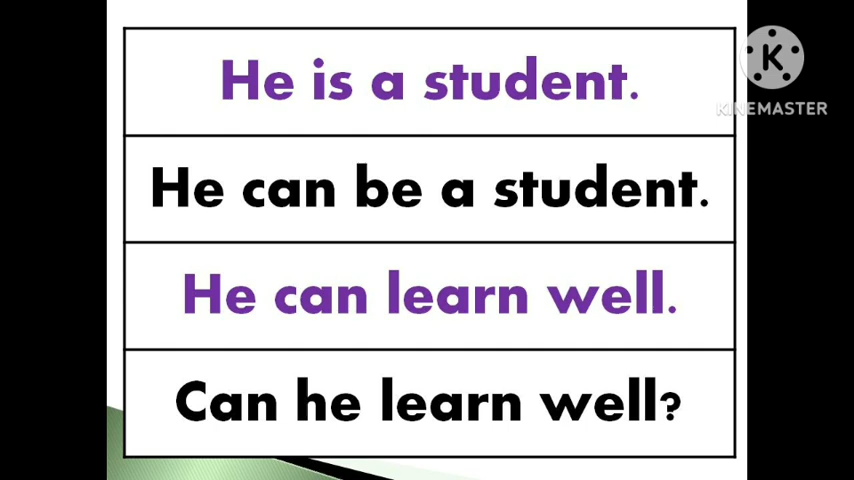 He is a student.
KINEMASTER
He can be a student.
He can learn well.
Can he learn well?